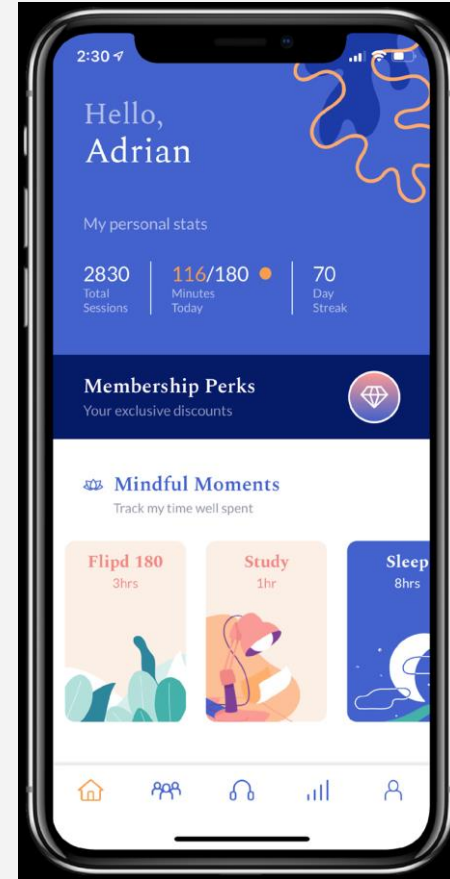 2:30
Hello,
Adrian
My personal stats
2830
Total
Sessions
116/180
Minutes
Today
70
Day
Streak
Membership Perks
Your exclusive discounts
Mindful Moments
Track my time well spent
Flipd 180
3hrs
Study
1hr
Sleep
8hrs